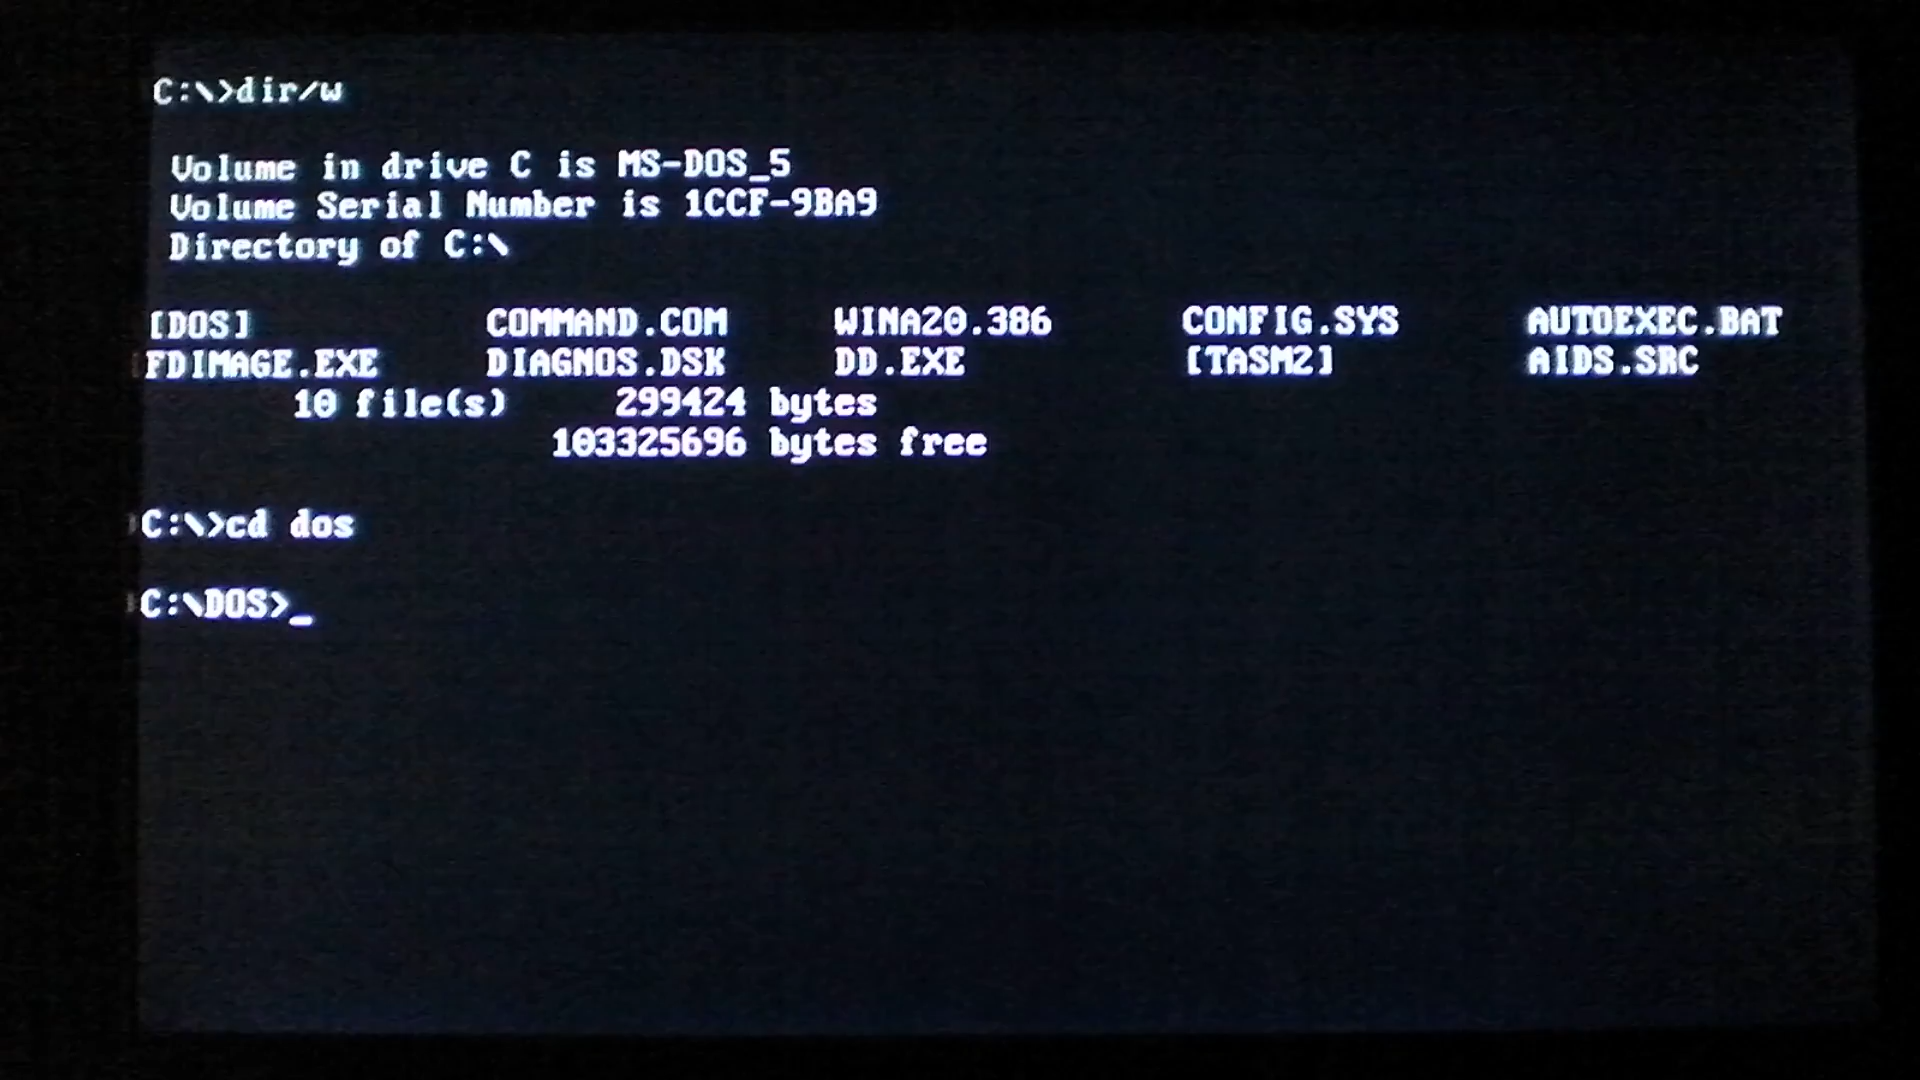 C:\>dir/w
Volume in drive C is MS-DOS_5
Volume Serial Number is 1CCF-9BA9
Directory of C:\
[DOS] COMMAND.COM WINA20.386 CONFIG.SYS AUTOEXEC.BAT
FDIMAGE.EXE DIAGNOS.DSK DD.EXE [TASM2] AIDS.SRC
10 file(s) 299424 bytes
103325696 bytes free
C:\>cd dos
C:\DOS>_